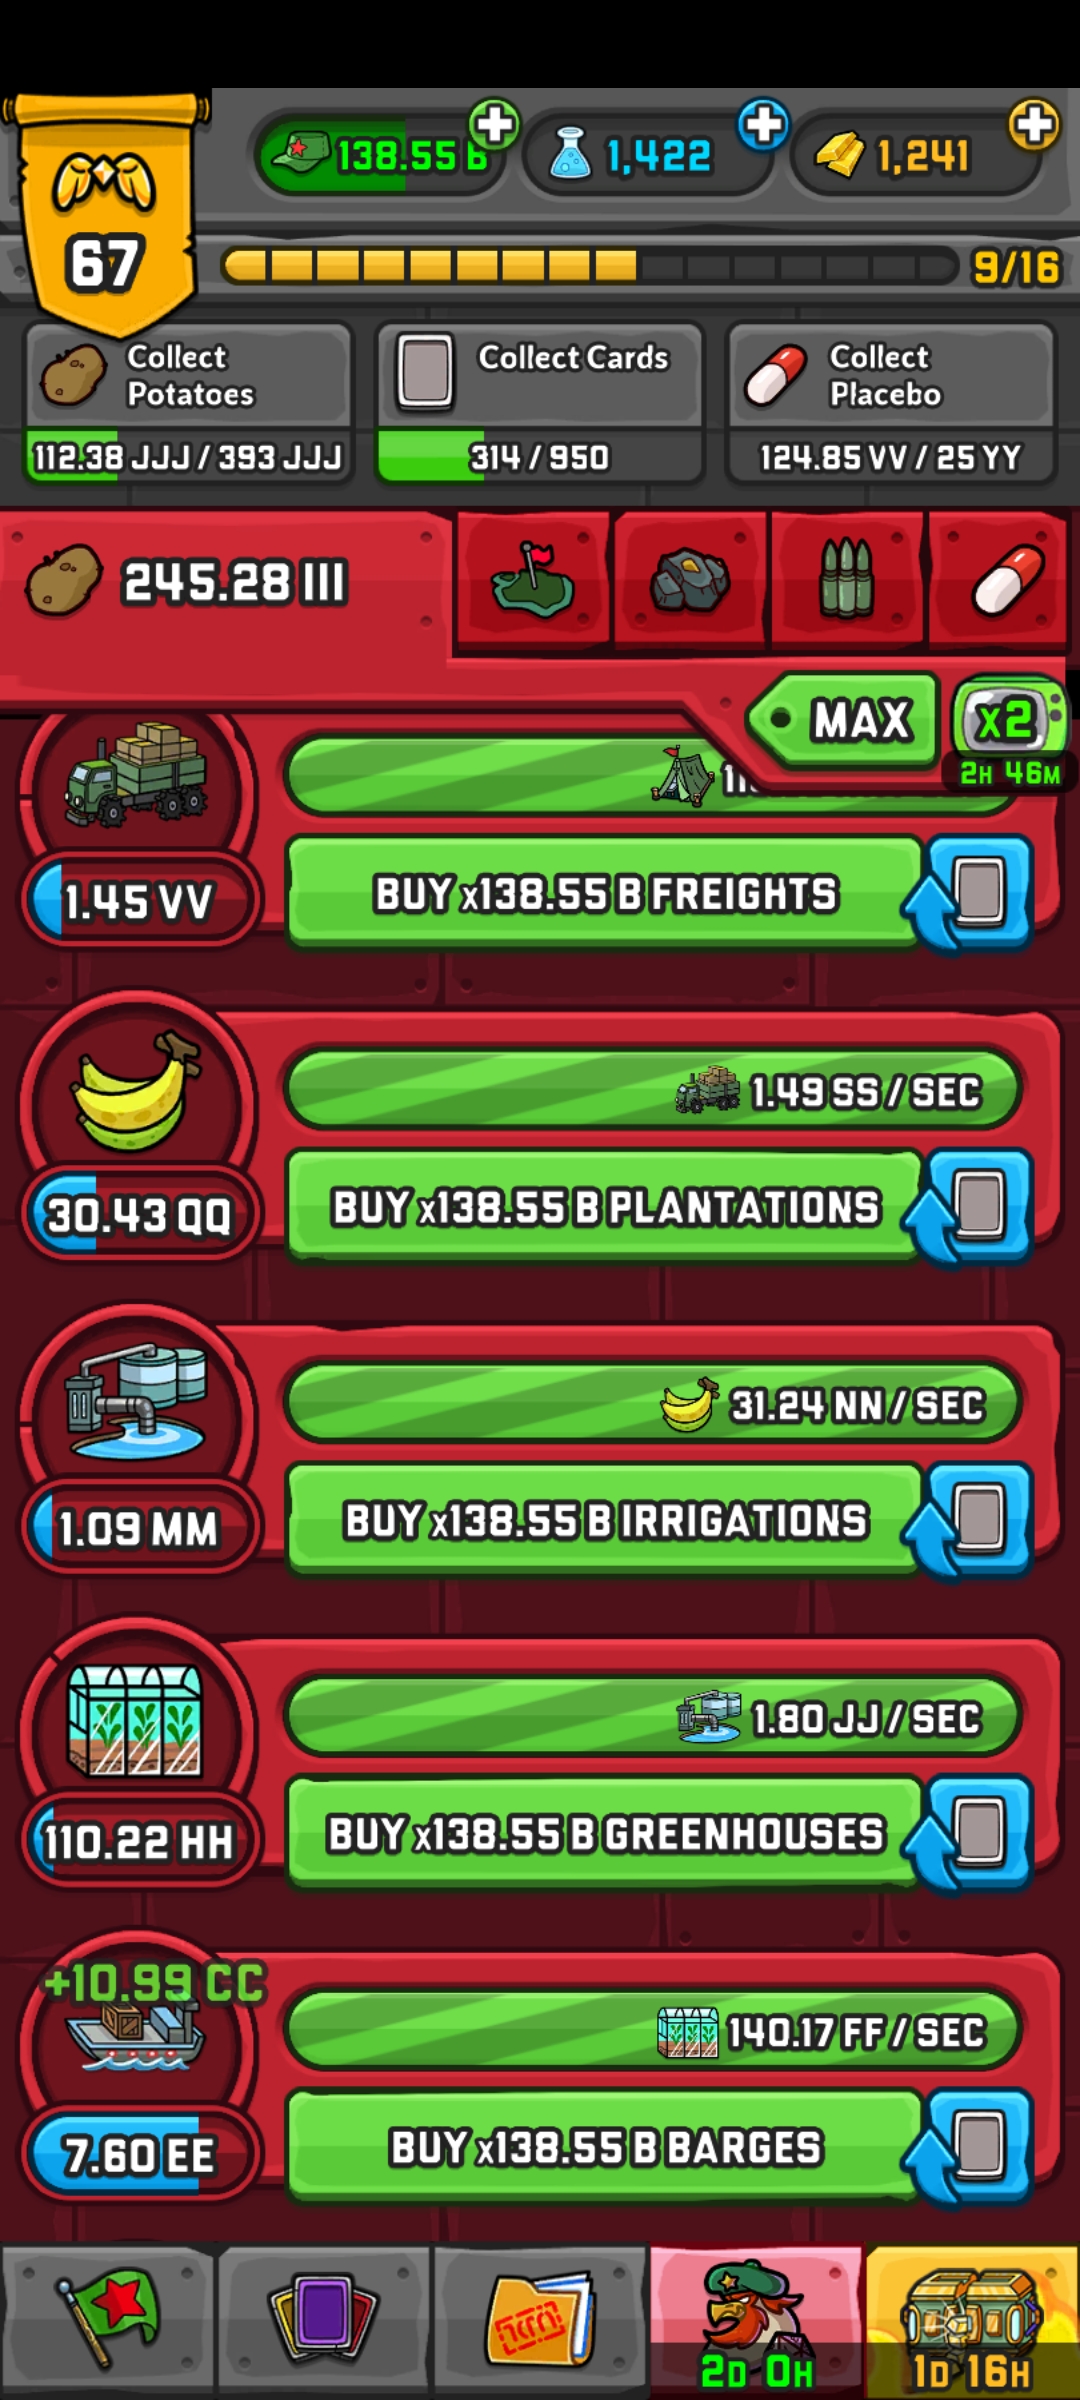 138.55 B
1,422
1,241
67
9/16
Collect
Potatoes
112.38 JJJ / 393 JJJ
Collect Cards
314 / 950
Collect
Placebo
124.85 VV / 25 YY
245.28 III
MAX
x2
2H 46M
1.45 VV
BUY x138.55 B FREIGHTS
1.49 SS / SEC
30.43 QQ
BUY x138.55 B PLANTATIONS
31.24 NN / SEC
1.09 MM
BUY x138.55 B IRRIGATIONS
1.80 JJ / SEC
110.22 HH
BUY x138.55 B GREENHOUSES
+10.99 CC
140.17 FF / SEC
7.60 EE
BUY x138.55 B BARGES
2D 0H
1D 16H